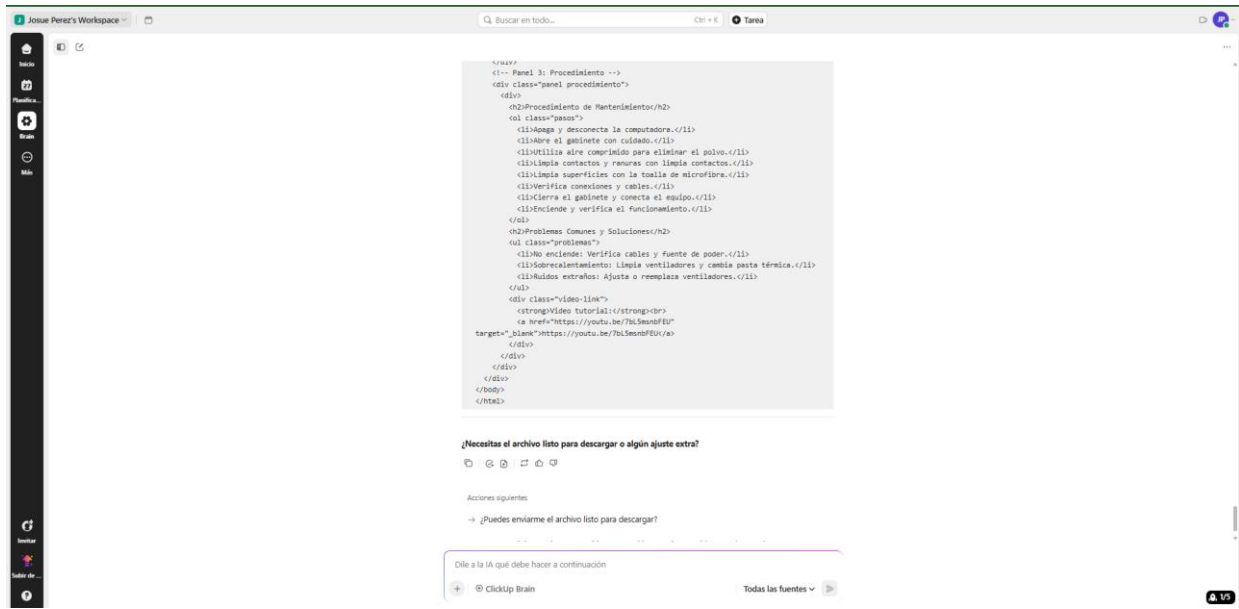 Josue Perez's Workspace
Buscar en todo...
Ctrl + K
Tarea
JP
Inicio
27
Planifica...
Brain
Más
</div>
<!-- Panel 3: Procedimiento -->
<div class="panel procedimiento">
<div>
<h2>Procedimiento de Mantenimiento</h2>
<ol class="pasos">
<li>Apaga y desconecta la computadora.</li>
<li>Abre el gabinete con cuidado.</li>
<li>Utiliza aire comprimido para eliminar el polvo.</li>
<li>Limpia contactos y ranuras con limpia contactos.</li>
<li>Limpia superficies con la toalla de microfibra.</li>
<li>Verifica conexiones y cables.</li>
<li>Cierra el gabinete y conecta el equipo.</li>
<li>Enciende y verifica el funcionamiento.</li>
</ol>
<h2>Problemas Comunes y Soluciones</h2>
<ul class="problemas">
<li>No enciende: Verifica cables y fuente de poder.</li>
<li>Sobrecalentamiento: Limpia ventiladores y cambia pasta térmica.</li>
<li>Ruidos extraños: Ajusta o reemplaza ventiladores.</li>
</ul>
<div class="video-link">
<strong>Video tutorial:</strong><br>
<a href="https://youtu.be/7bL5msnbFEU"
target="_blank">https://youtu.be/7bL5msnbFEU</a>
</div>
</div>
</div>
</div>
</body>
</html>
¿Necesitas el archivo listo para descargar o algún ajuste extra?
Acciones siguientes
¿Puedes enviarme el archivo listo para descargar?
Dile a la IA qué debe hacer a continuación
ClickUp Brain
Todas las fuentes
Invitar
Subir de ...
1/5